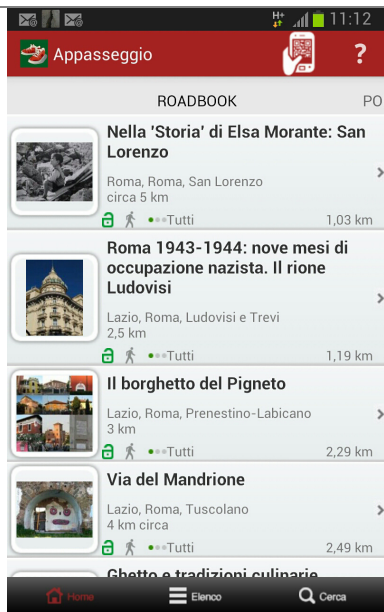 H+ 11:12
Appasseggio ?
ROADBOOK PO
Nella 'Storia' di Elsa Morante: San
Lorenzo
Roma, Roma, San Lorenzo
circa 5 km
Tutti 1,03 km
Roma 1943-1944: nove mesi di
occupazione nazista. Il rione
Ludovisi
Lazio, Roma, Ludovisi e Trevi
2,5 km
Tutti 1,19 km
Il borghetto del Pigneto
Lazio, Roma, Prenestino-Labicano
3 km
Tutti 2,29 km
Via del Mandrione
Lazio, Roma, Tuscolano
4 km circa
Tutti 2,49 km
Ghetto e tradizioni culinarie
Home Elenco Cerca